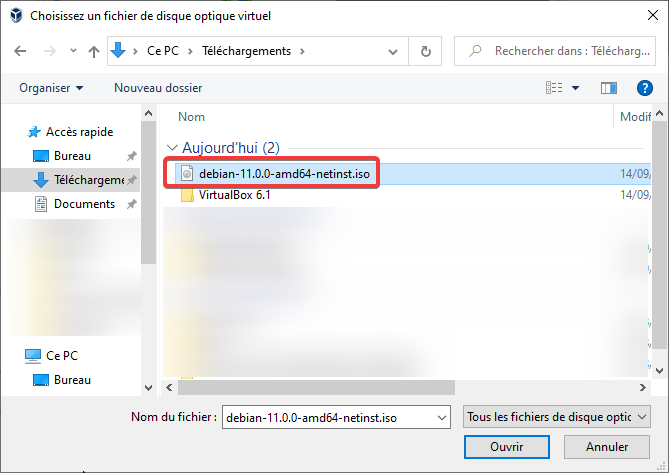 Choisissez un fichier de disque optique virtuel
Ce PC > Téléchargements >
Rechercher dans : Télécharg...
Organiser
Nouveau dossier
?
Nom
Modif
Accès rapide
Aujourd'hui (2)
Bureau
debian-11.0.0-amd64-netinst.iso
14/09/
Téléchargeme
VirtualBox 6.1
14/09/
Documents
Ce PC
Bureau
Nom du fichier :
debian-11.0.0-amd64-netinst.iso
Tous les fichiers de disque optic
Ouvrir
Annuler